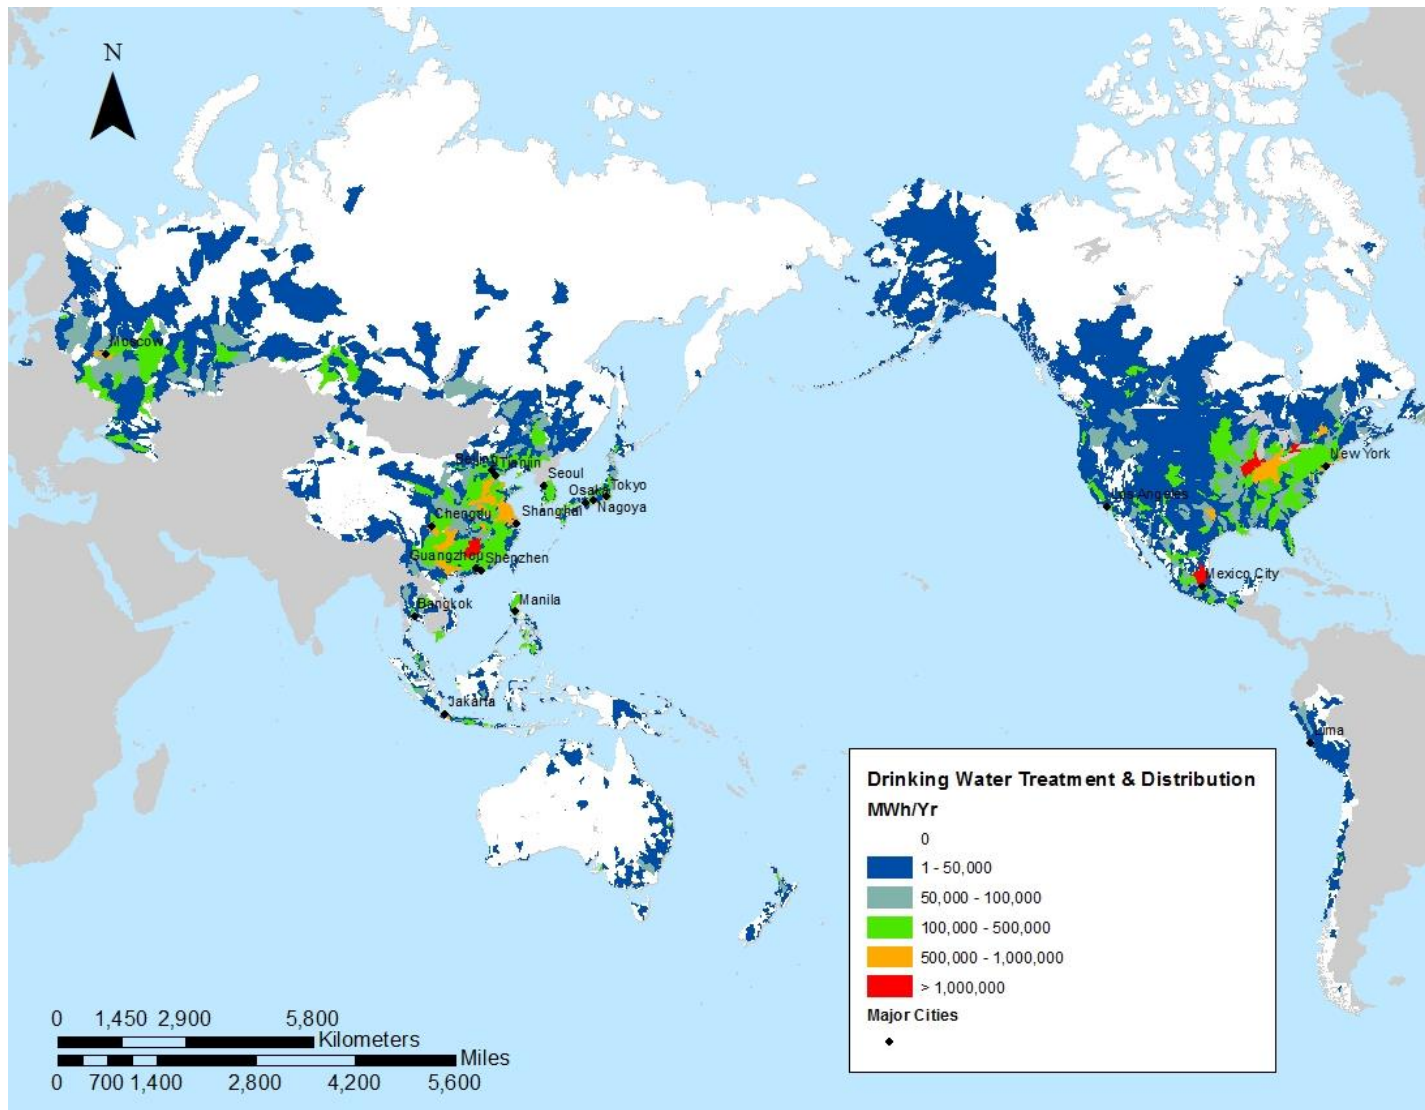 N
Moscow
Beijing
Tianjin
Seoul
Tokyo
Osaka
Nagoya
Shanghai
Chengdu
Guangzhou
Shenzhen
Bangkok
Manila
Jakarta
New York
Los Angeles
Mexico City
Lima
Drinking Water Treatment & Distribution
MWh/Yr
0
1 - 50,000
50,000 - 100,000
100,000 - 500,000
500,000 - 1,000,000
> 1,000,000
Major Cities
0 1,450 2,900 5,800
Kilometers
Miles
0 700 1,400 2,800 4,200 5,600